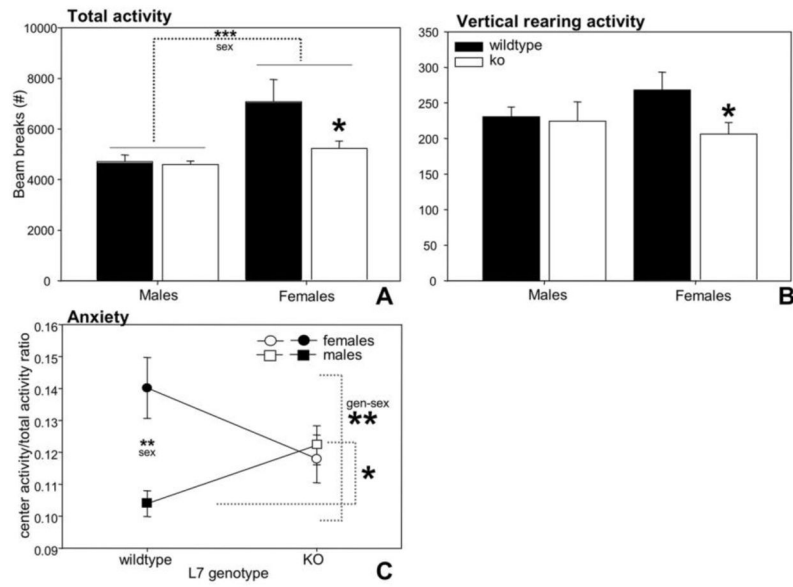 Total activity
10000
8000
6000
4000
2000
0
Beam breaks (#)
***
sex
*
Males
Females
A
Vertical rearing activity
wildtype
ko
350
300
250
200
150
100
50
0
*
Males
Females
B
Anxiety
0.16
0.15
0.14
0.13
0.12
0.11
0.10
0.09
center activity/total activity ratio
females
males
gen-sex
**
**
sex
*
wildtype
KO
L7 genotype
C